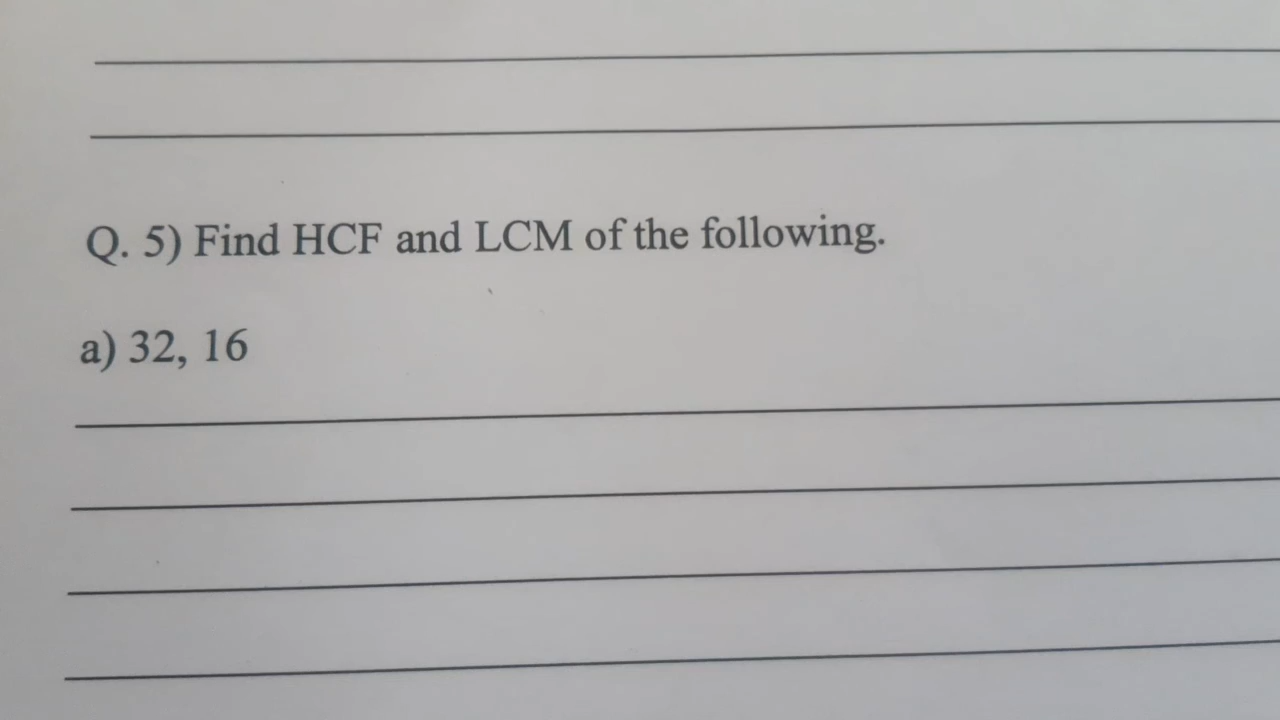 Q. 5) Find HCF and LCM of the following.
a) 32, 16